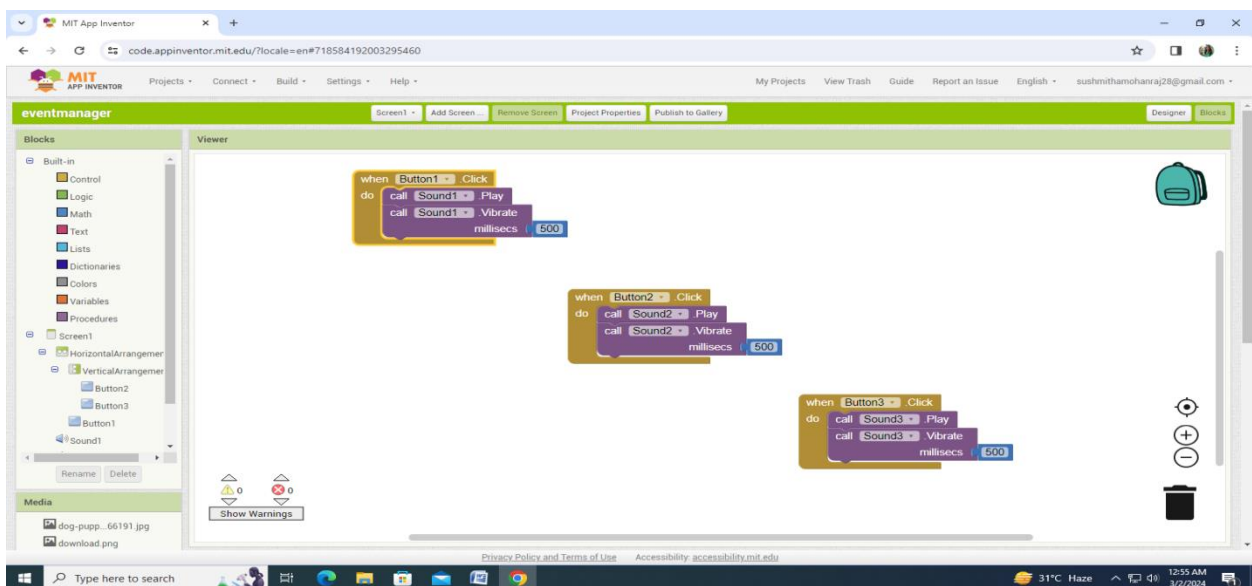 MIT App Inventor
code.appinventor.mit.edu/?locale=en#718584192003295460
MIT
APP INVENTOR
Projects Connect Build Settings Help My Projects View Trash Guide Report an Issue English sushmithamohanraj28@gmail.com
eventmanager Screen1 Add Screen ... Remove Screen Project Properties Publish to Gallery Designer Blocks
Blocks Viewer
Built-in
Control
Logic
Math
Text
Lists
Dictionaries
Colors
Variables
Procedures
Screen1
HorizontalArrangemer
VerticalArrangemer
Button2
Button3
Button1
Sound1
Rename Delete
Media
dog-pupp...66191.jpg
download.png
when Button1 .Click
do call Sound1 .Play
call Sound1 .Vibrate
millisecs 500
when Button2 .Click
do call Sound2 .Play
call Sound2 .Vibrate
millisecs 500
when Button3 .Click
do call Sound3 .Play
call Sound3 .Vibrate
millisecs 500
0 0
Show Warnings
Privacy Policy and Terms of Use Accessibility: accessibility.mit.edu
Type here to search 31°C Haze 12:55 AM
3/2/2024